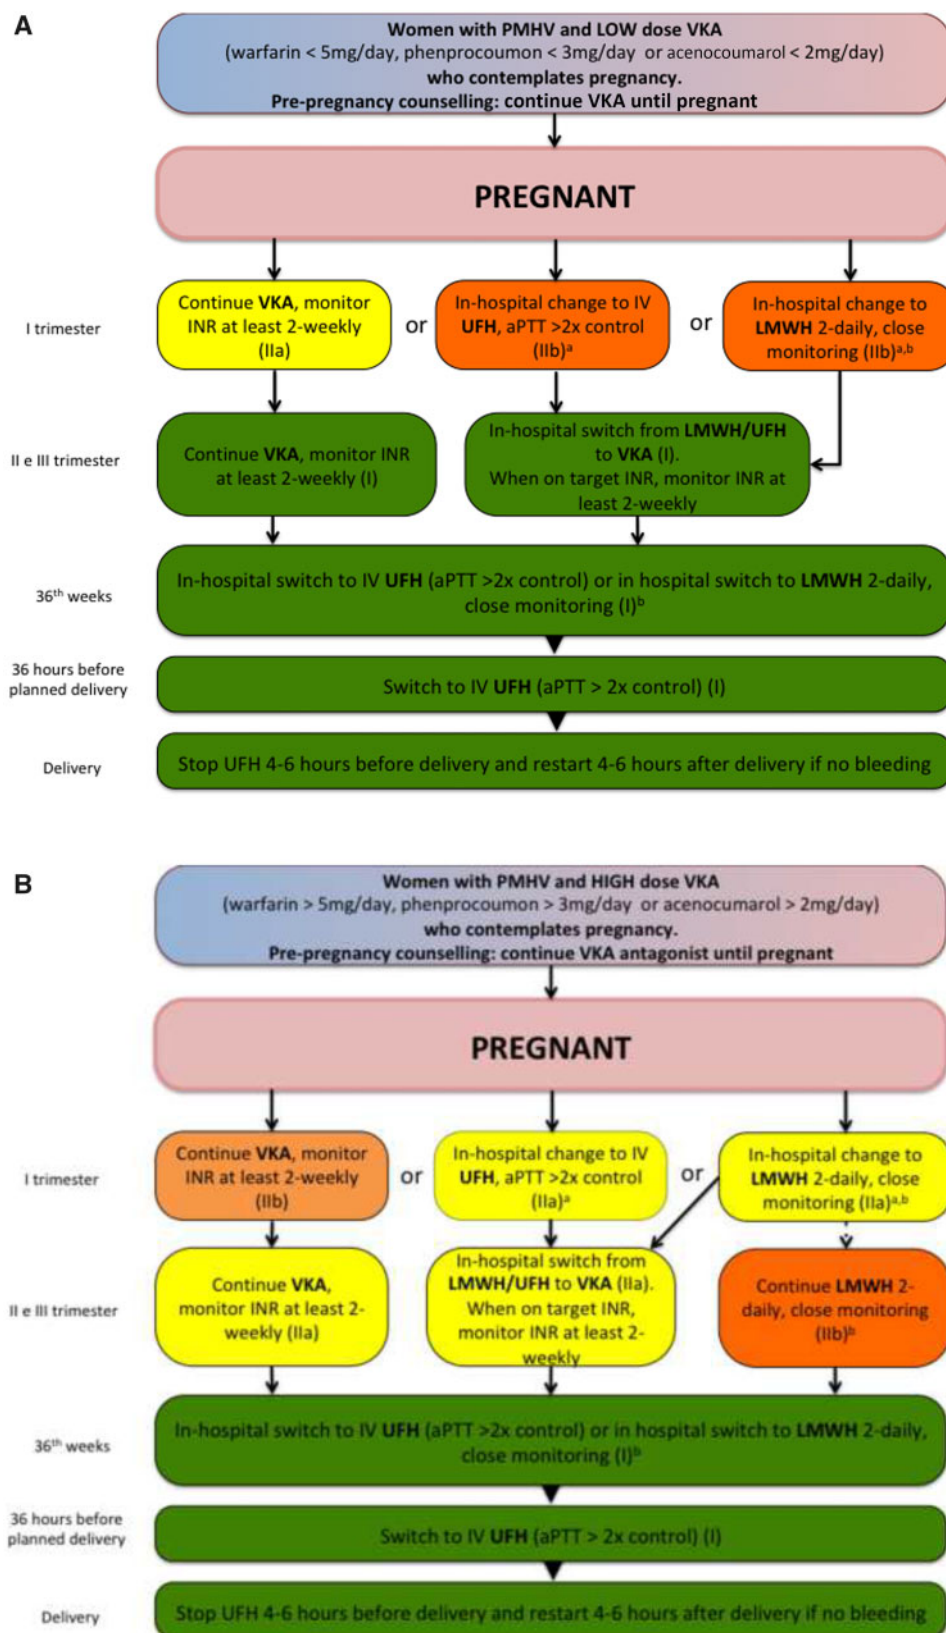 A
Women with PMHV and LOW dose VKA
(warfarin < 5mg/day, phenprocoumon < 3mg/day or acenocoumarol < 2mg/day)
who contemplates pregnancy.
Pre-pregnancy counselling: continue VKA until pregnant
PREGNANT
I trimester
Continue VKA, monitor
INR at least 2-weekly
(IIa)
or
In-hospital change to IV
UFH, aPTT >2x control
(IIb)a
or
In-hospital change to
LMWH 2-daily, close
monitoring (IIb)a,b
II e III trimester
Continue VKA, monitor INR
at least 2-weekly (I)
In-hospital switch from LMWH/UFH
to VKA (I).
When on target INR, monitor INR at
least 2-weekly
36th weeks
In-hospital switch to IV UFH (aPTT >2x control) or in hospital switch to LMWH 2-daily,
close monitoring (I)b
36 hours before
planned delivery
Switch to IV UFH (aPTT > 2x control) (I)
Delivery
Stop UFH 4-6 hours before delivery and restart 4-6 hours after delivery if no bleeding
B
Women with PMHV and HIGH dose VKA
(warfarin > 5mg/day, phenprocoumon > 3mg/day or acenocumarol > 2mg/day)
who contemplates pregnancy.
Pre-pregnancy counselling: continue VKA antagonist until pregnant
PREGNANT
I trimester
Continue VKA, monitor
INR at least 2-weekly
(IIb)
or
In-hospital change to IV
UFH, aPTT >2x control
(IIa)a
or
In-hospital change to
LMWH 2-daily, close
monitoring (IIa)a,b
II e III trimester
Continue VKA,
monitor INR at least 2-
weekly (IIa)
In-hospital switch from
LMWH/UFH to VKA (IIa).
When on target INR,
monitor INR at least 2-
weekly
Continue LMWH 2-
daily, close monitoring
(IIb)b
36th weeks
In-hospital switch to IV UFH (aPTT >2x control) or in hospital switch to LMWH 2-daily,
close monitoring (I)b
36 hours before
planned delivery
Switch to IV UFH (aPTT > 2x control) (I)
Delivery
Stop UFH 4-6 hours before delivery and restart 4-6 hours after delivery if no bleeding